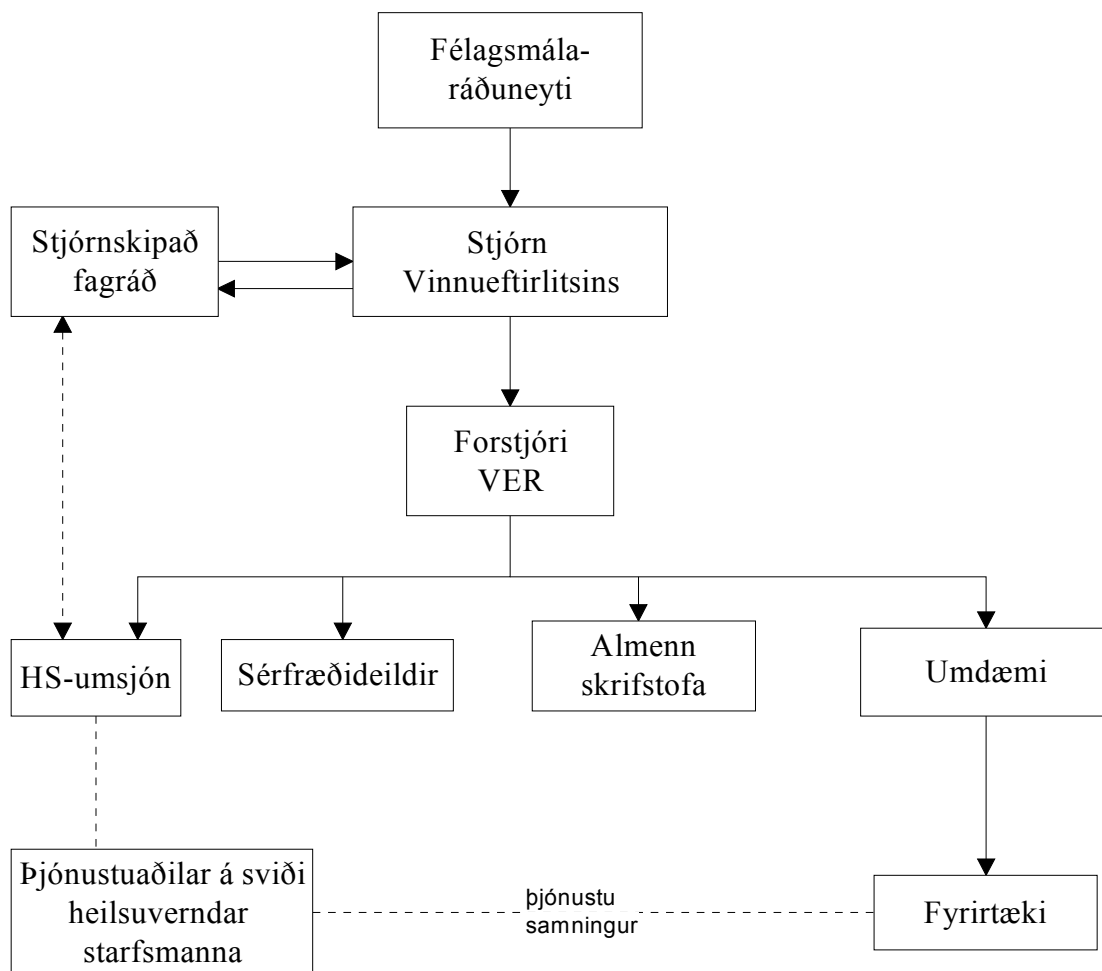 Félagsmála-
ráðuneyti
Stjórnskipað
fagráð
Stjórn
Vinnueftirlitsins
Forstjóri
VER
HS-umsjón
Sérfræðideildir
Almenn
skrifstofa
Umdæmi
Þjónustuaðilar á sviði
heilsuverndar
starfsmanna
þjónustu
samningur
Fyrirtæki